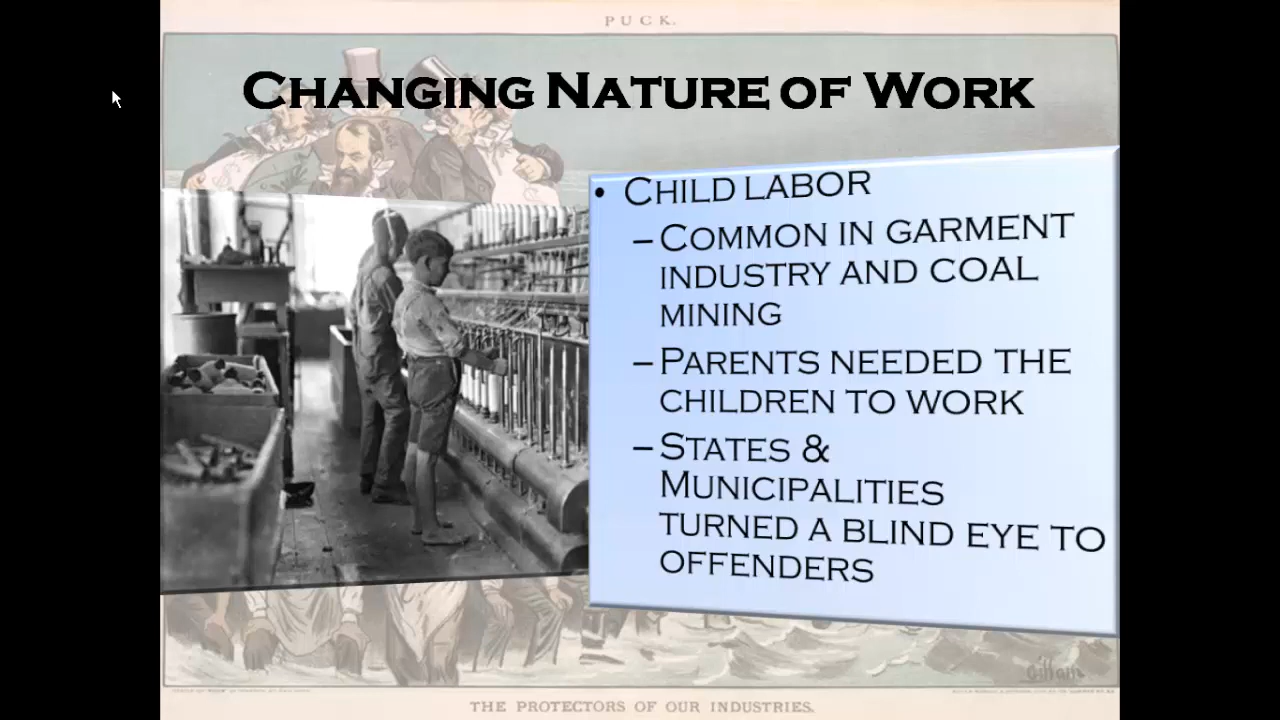 PUCK.
CHANGING NATURE OF WORK
• CHILD LABOR
– COMMON IN GARMENT
INDUSTRY AND COAL
MINING
– PARENTS NEEDED THE
CHILDREN TO WORK
– STATES &
MUNICIPALITIES
TURNED A BLIND EYE TO
OFFENDERS
THE PROTECTORS OF OUR INDUSTRIES.